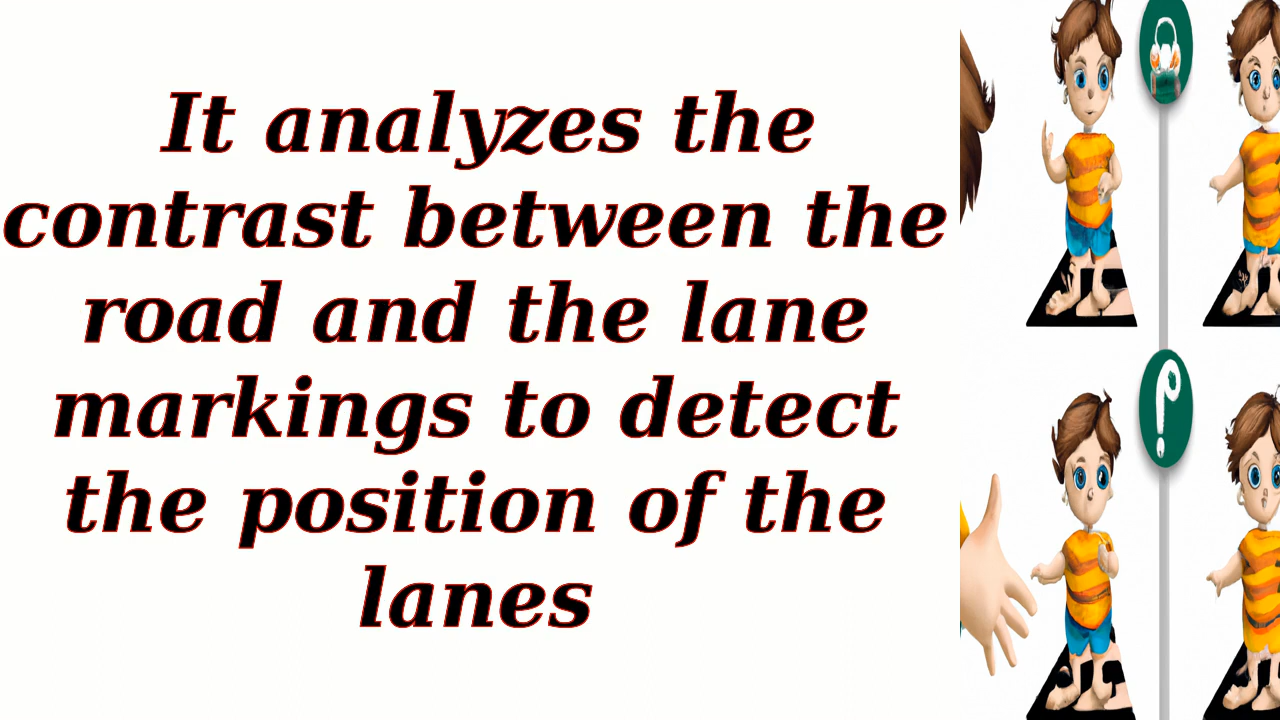 It analyzes the
contrast between the
road and the lane
markings to detect
the position of the
lanes